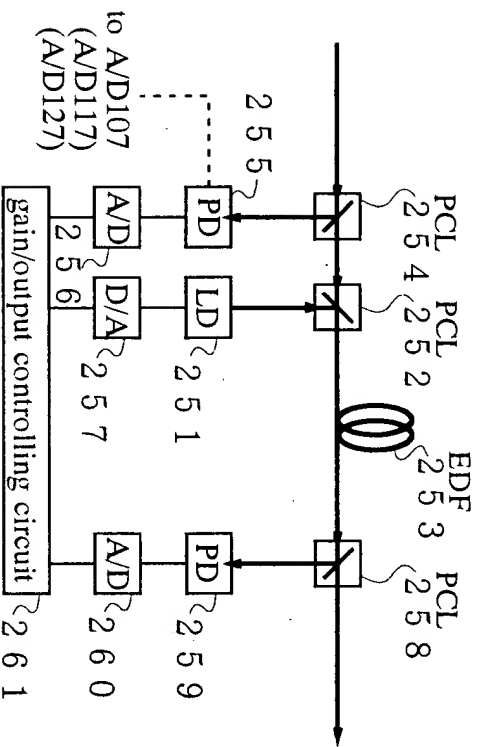 PCL
254
PCL
252
EDF
253
PCL
258
255
to A/D107
(A/D117)
(A/D127)
PD
LD
251
PD
259
A/D
256
D/A
257
A/D
260
gain/output controlling circuit
261